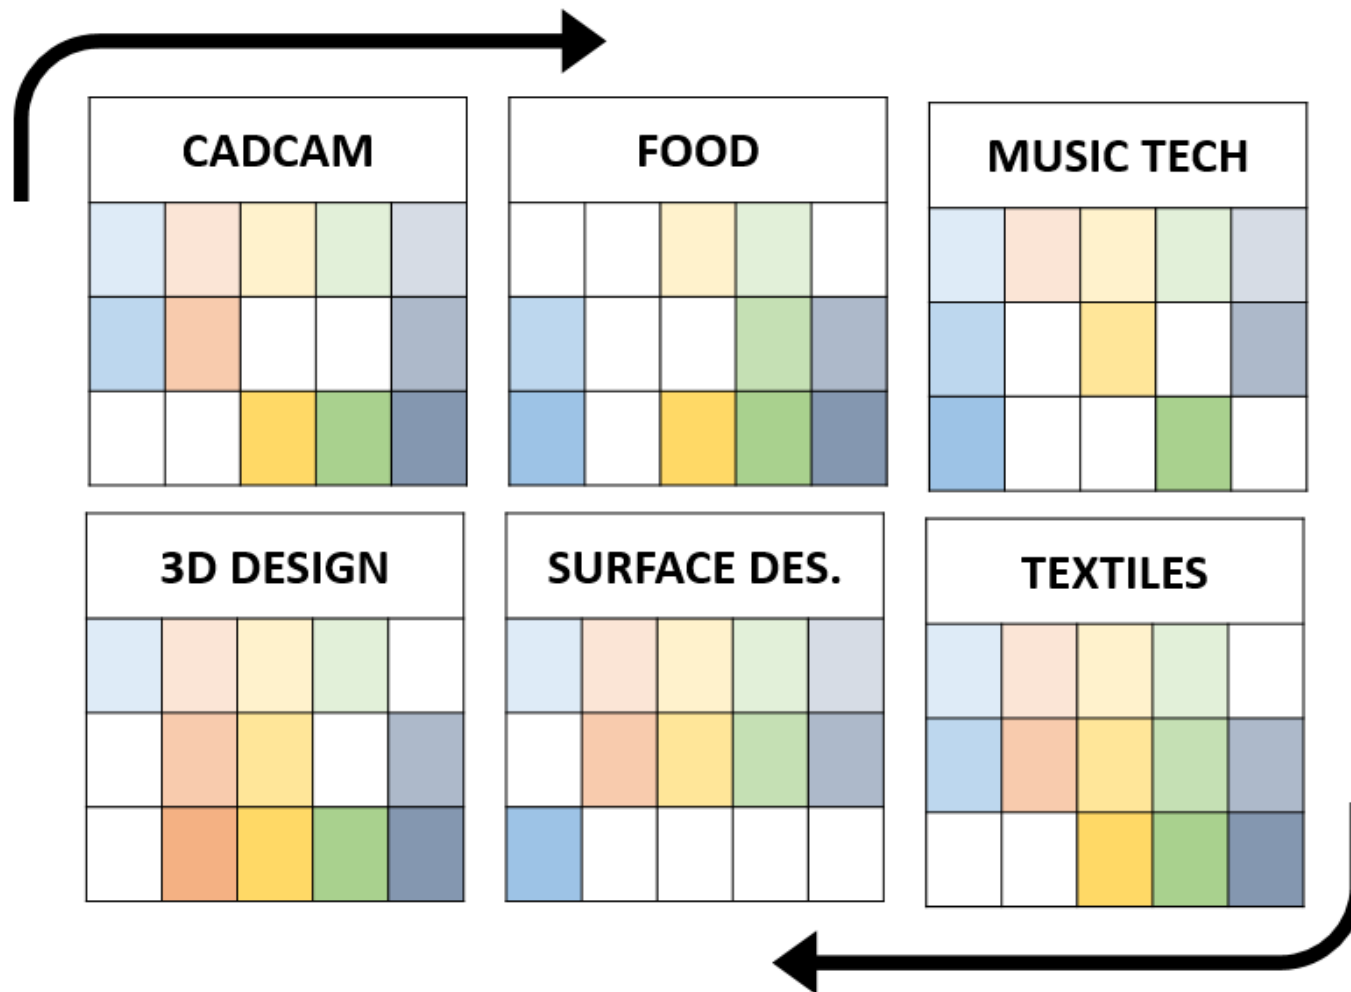 CADCAM
FOOD
MUSIC TECH
3D DESIGN
SURFACE DES.
TEXTILES